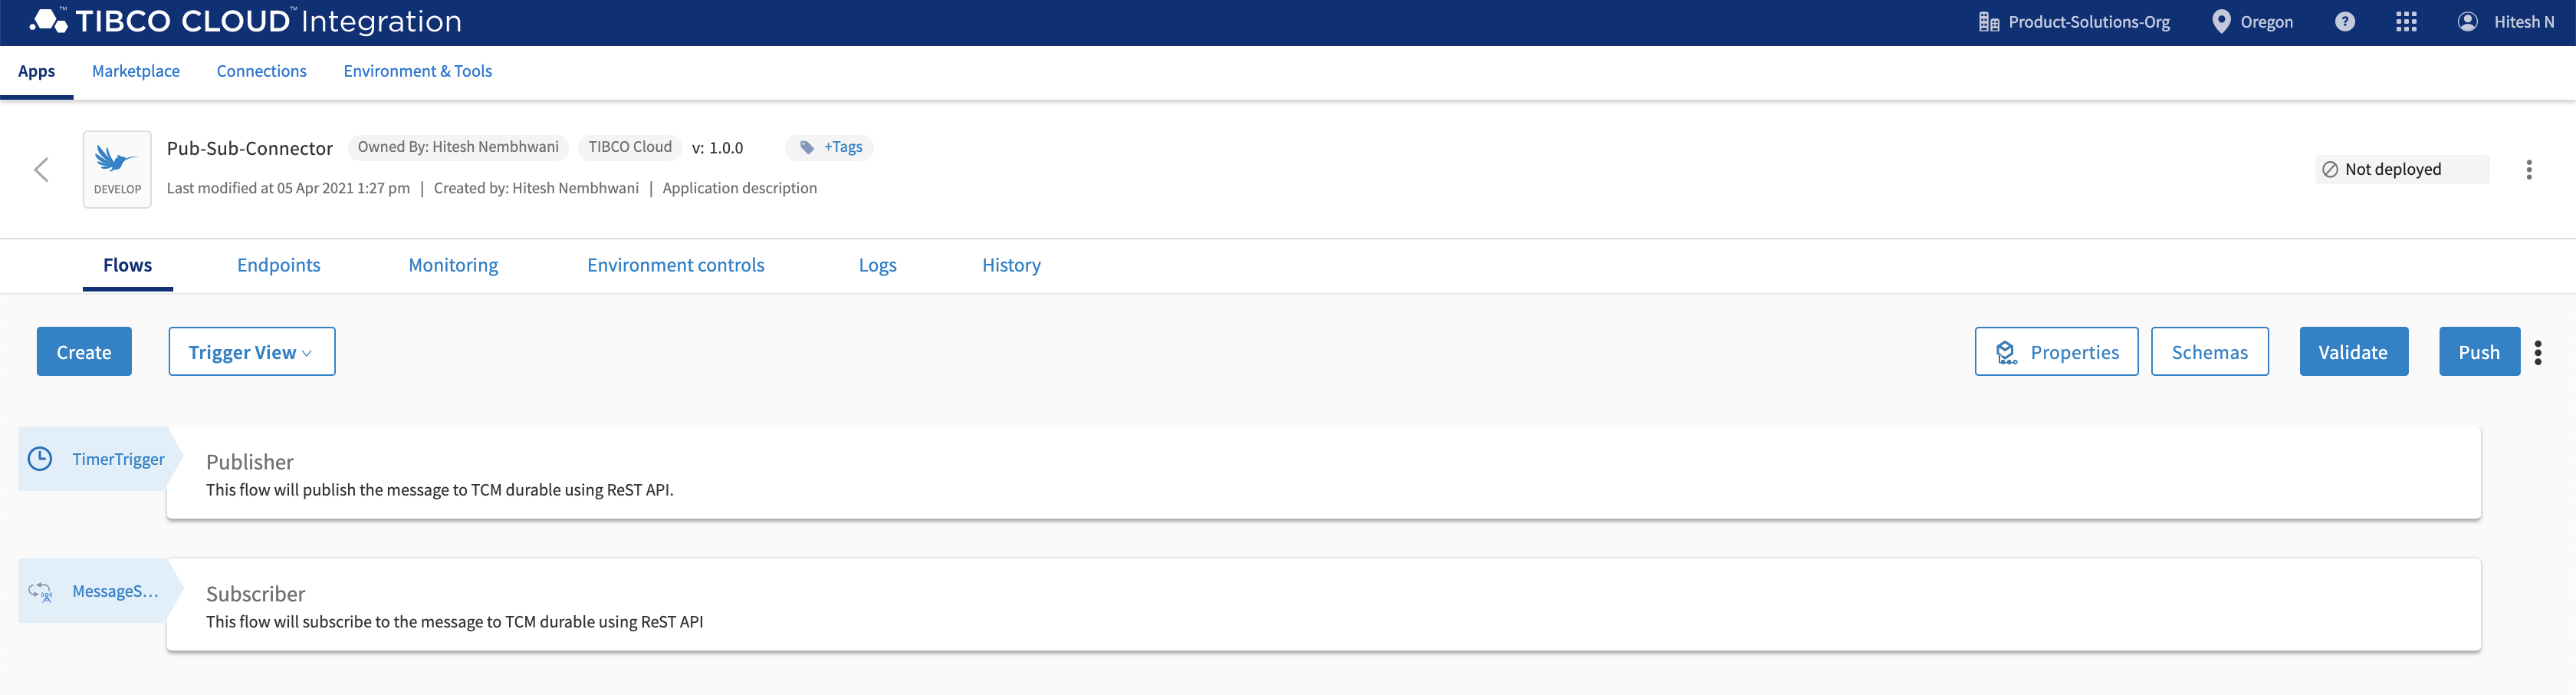 TIBCO CLOUD™ Integration
Product-Solutions-Org
Oregon
?
Hitesh N
Apps
Marketplace
Connections
Environment & Tools
Pub-Sub-Connector
Owned By: Hitesh Nembhwani
TIBCO Cloud
v: 1.0.0
+Tags
DEVELOP
Last modified at 05 Apr 2021 1:27 pm | Created by: Hitesh Nembhwani | Application description
Not deployed
Flows
Endpoints
Monitoring
Environment controls
Logs
History
Create
Trigger View
Properties
Schemas
Validate
Push
TimerTrigger
Publisher
This flow will publish the message to TCM durable using ReST API.
MessageS...
Subscriber
This flow will subscribe to the message to TCM durable using ReST API